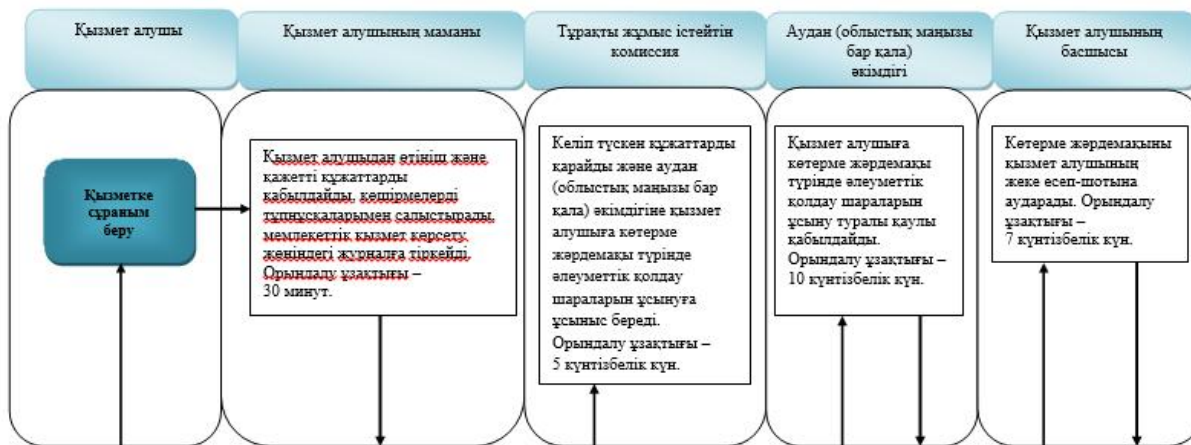 Қызмет алушы
Қызмет алушының маманы
Тұрақты жұмыс істейтін
комиссия
Аудан (облыстық маңызы
бар қала)
әкімдігі
Қызмет алушының
басшысы
Қызметке
сұраным
беру
Қызмет алушыдан өтініш және
қажетті құжаттарды
қабылдайды, көшірмелерді
тұпнұсқаларымен салыстырады,
мемлекеттік қызмет көрсету
жөніндегі журналға тіркейді.
Орындалу ұзақтығы –
30 минут.
Келіп түскен құжаттарды
қарайды және аудан
(облыстық маңызы бар
қала) әкімдігіне қызмет
алушыға көтерме
жәрдемақы түрінде
әлеуметтік қолдау
шараларын ұсынуға
ұсыныс береді.
Орындалу ұзақтығы –
5 күнтізбелік күн.
Қызмет алушыға
көтерме жәрдемақы
түрінде әлеуметтік
қолдау шараларын
ұсыну туралы қаулы
қабылдайды.
Орындалу ұзақтығы –
10 күнтізбелік күн.
Көтерме жәрдемақыны
қызмет алушының
жеке есеп-шотына
аударады. Орындалу
ұзақтығы –
7 күнтізбелік күн.